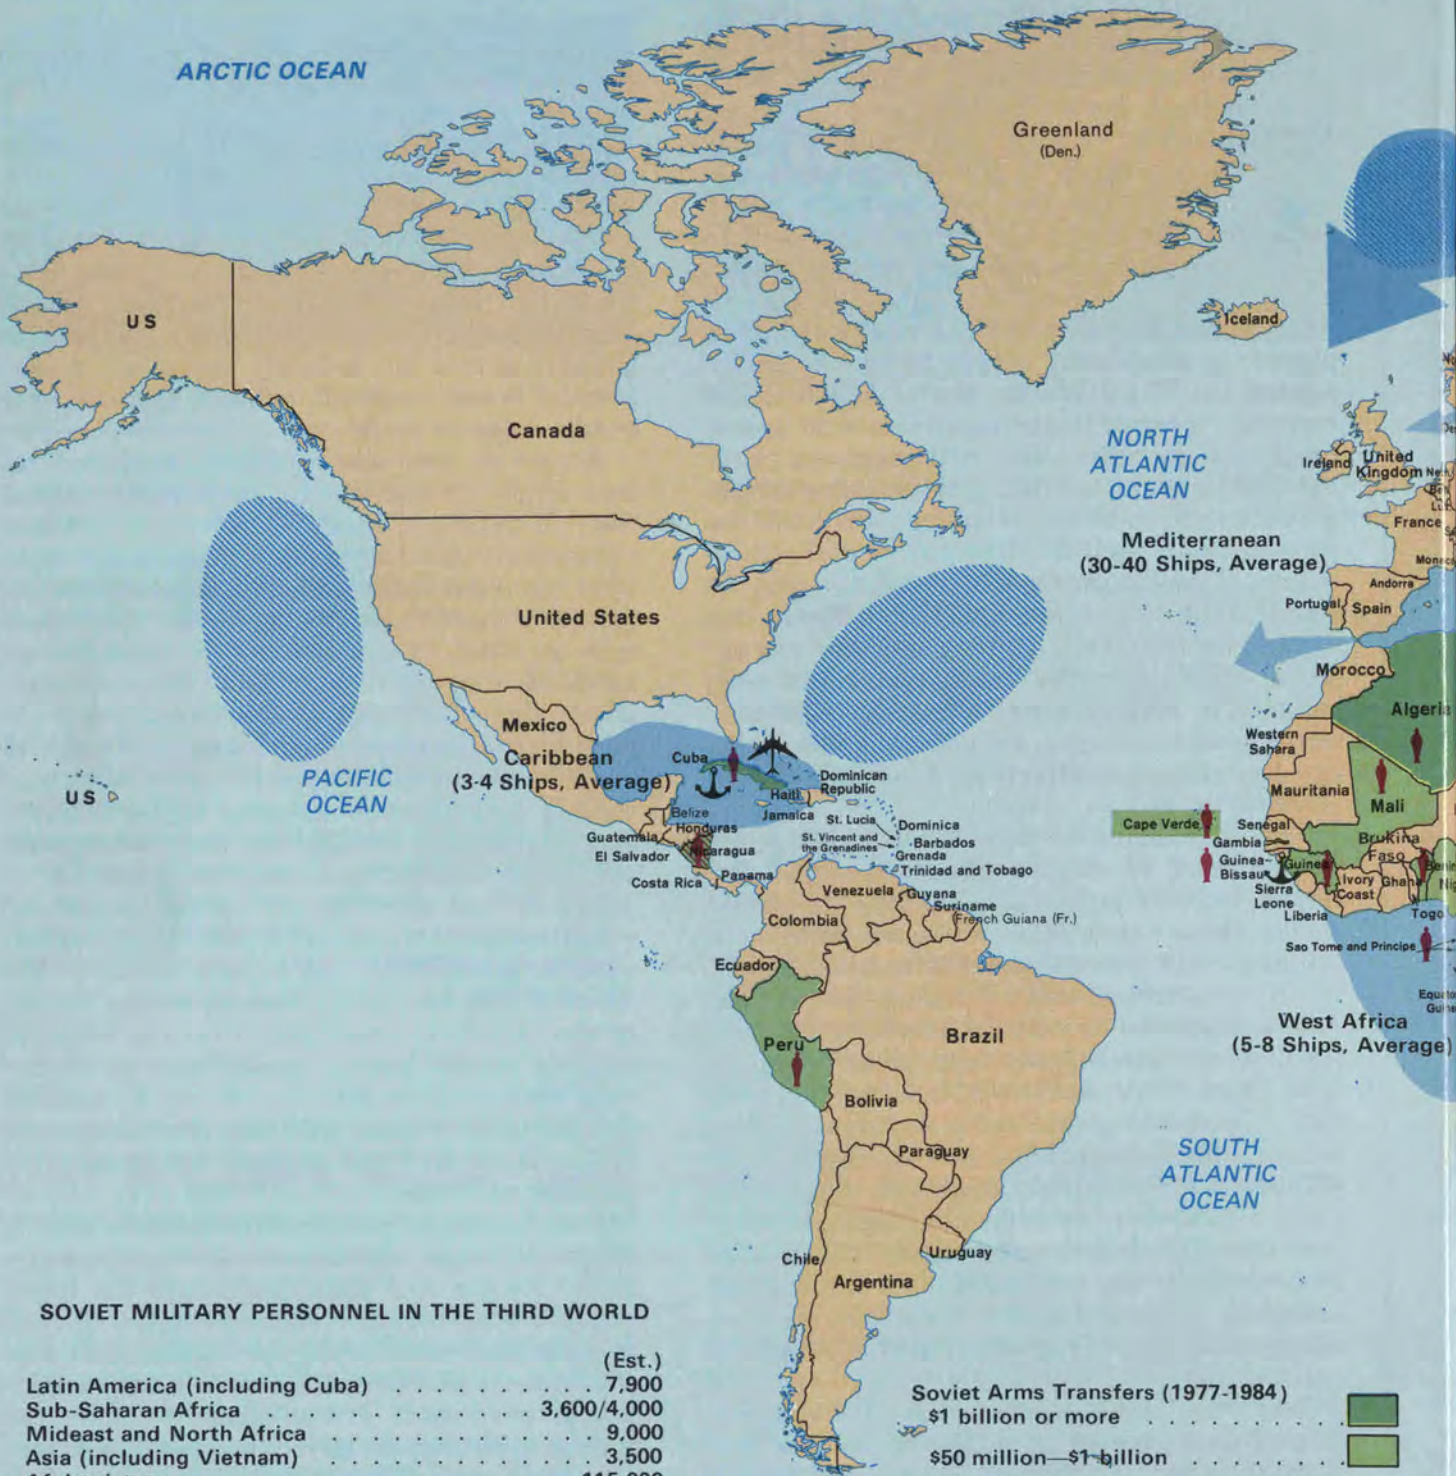 ARCTIC OCEAN
Greenland
(Den.)
US
Iceland
Canada
NORTH
ATLANTIC
OCEAN
Ireland
United
Kingdom
France
Mediterranean
(30-40 Ships, Average)
Andorra
Portugal
Spain
United States
Morocco
Algeria
Mexico
Western
Sahara
Caribbean
(3-4 Ships, Average)
Cuba
PACIFIC
OCEAN
US
Dominican
Republic
Haiti
Jamaica
Belize
Honduras
Guatemala
El Salvador
Nicaragua
Costa Rica
Panama
St. Lucia
St. Vincent and
the Grenadines
Dominica
Barbados
Grenada
Trinidad and Tobago
Mauritania
Mali
Cape Verde
Senegal
Gambia
Guinea-
Bissau
Guinea
Brukina
Faso
Sierra
Leone
Ivory
Coast
Ghana
Liberia
Togo
Sao Tome and Principe
Venezuela
Guyana
Suriname
French Guiana (Fr.)
Colombia
Ecuador
Peru
Brazil
West Africa
(5-8 Ships, Average)
Bolivia
Paraguay
SOUTH
ATLANTIC
OCEAN
Chile
Uruguay
Argentina
SOVIET MILITARY PERSONNEL IN THE THIRD WORLD
(Est.)
Latin America (including Cuba) . . . . . . . . . . 7,900
Sub-Saharan Africa . . . . . . . . . . . . . 3,600/4,000
Mideast and North Africa . . . . . . . . . . . . . 9,000
Asia (including Vietnam) . . . . . . . . . . . . . 3,500
Soviet Arms Transfers (1977-1984)
$1 billion or more . . . . . . . . .
$50 million—$1 billion . . . . . . . .